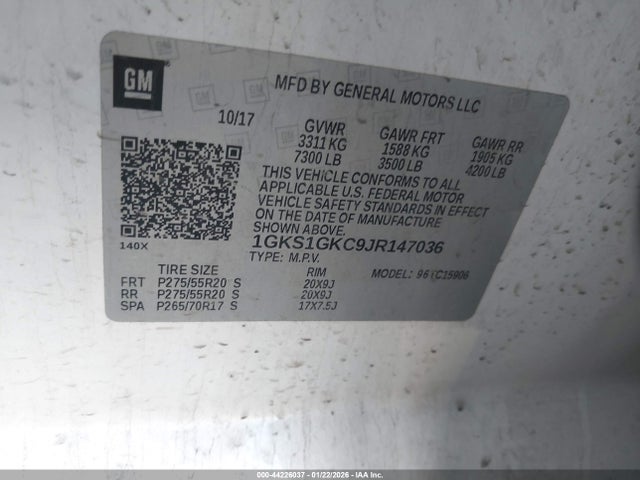 GM
MFD BY GENERAL MOTORS LLC
10/17
GVWR GAWR FRT GAWR RR
3311 KG 1588 KG 1905 KG
7300 LB 3500 LB 4200 LB
THIS VEHICLE CONFORMS TO ALL
APPLICABLE U.S. FEDERAL MOTOR
VEHICLE SAFETY STANDARDS IN EFFECT
ON THE DATE OF MANUFACTURE
SHOWN ABOVE.
140X
1GKS1GKC9JR147036
TYPE: M.P.V. MODEL: C15906
TIRE SIZE RIM
FRT P275/55R20 S 20X9J
RR P275/55R20 S 20X9J
SPA P265/70R17 S 17X7.5J
000-44226037 - 01/22/2026 - IAA Inc.